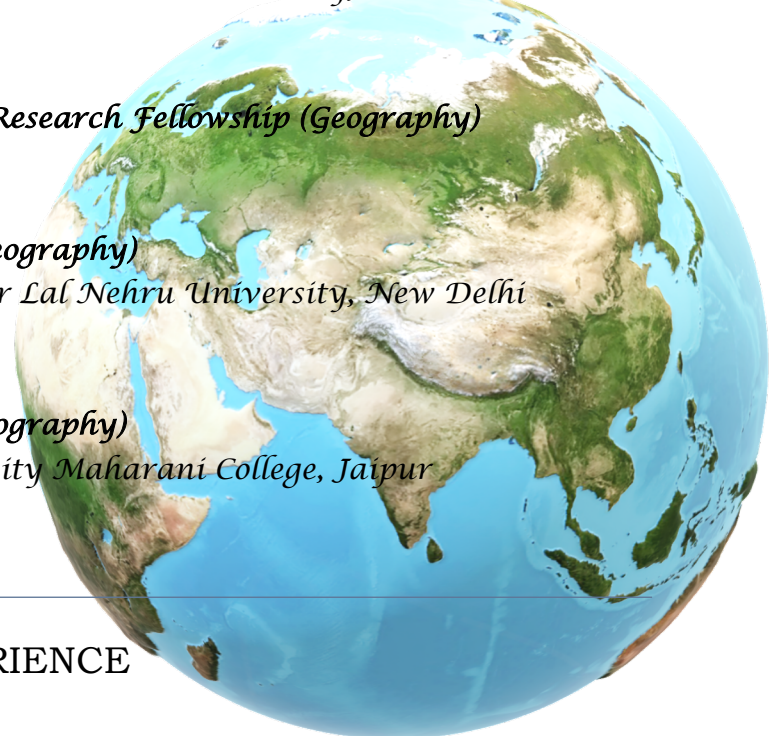 Research Fellowship (Geography)
eography)
r Lal Nehru University, New Delhi
ography)
ity Maharani College, Jaipur
RIENCE